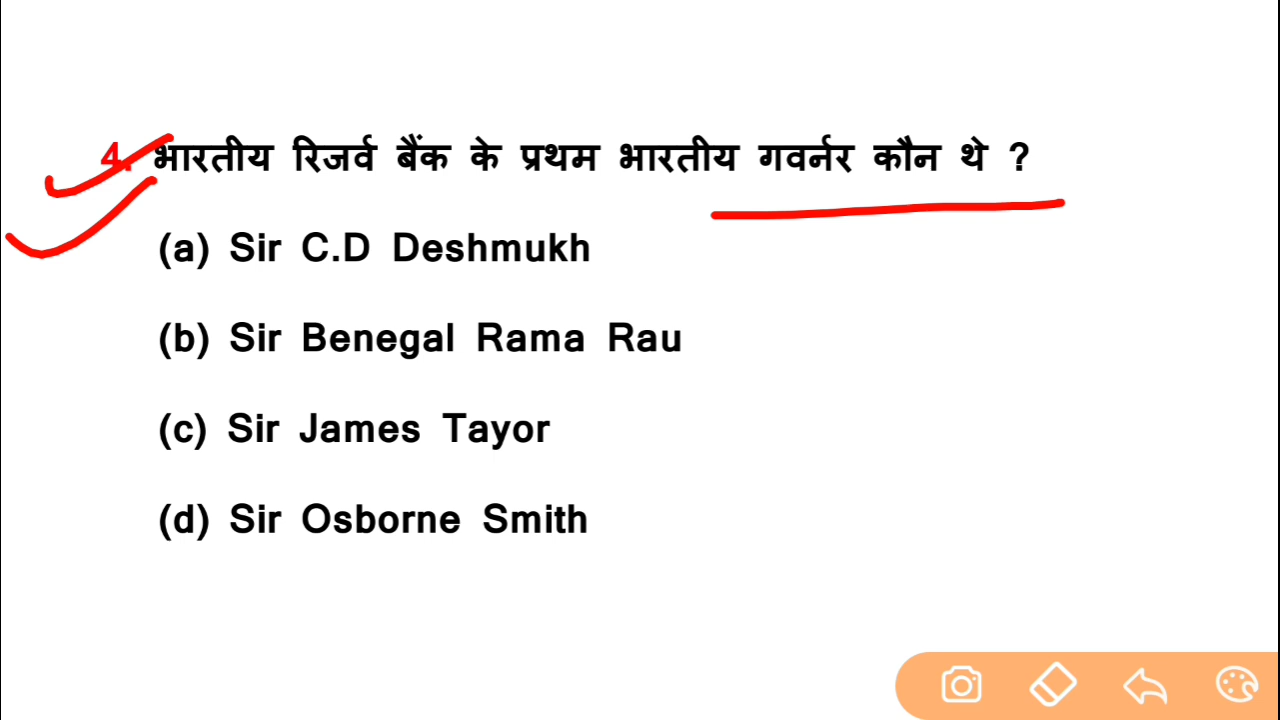 4. भारतीय रिजर्व बैंक के प्रथम भारतीय गवर्नर कौन थे ?
(a) Sir C.D Deshmukh
(b) Sir Benegal Rama Rau
(c) Sir James Tayor
(d) Sir Osborne Smith